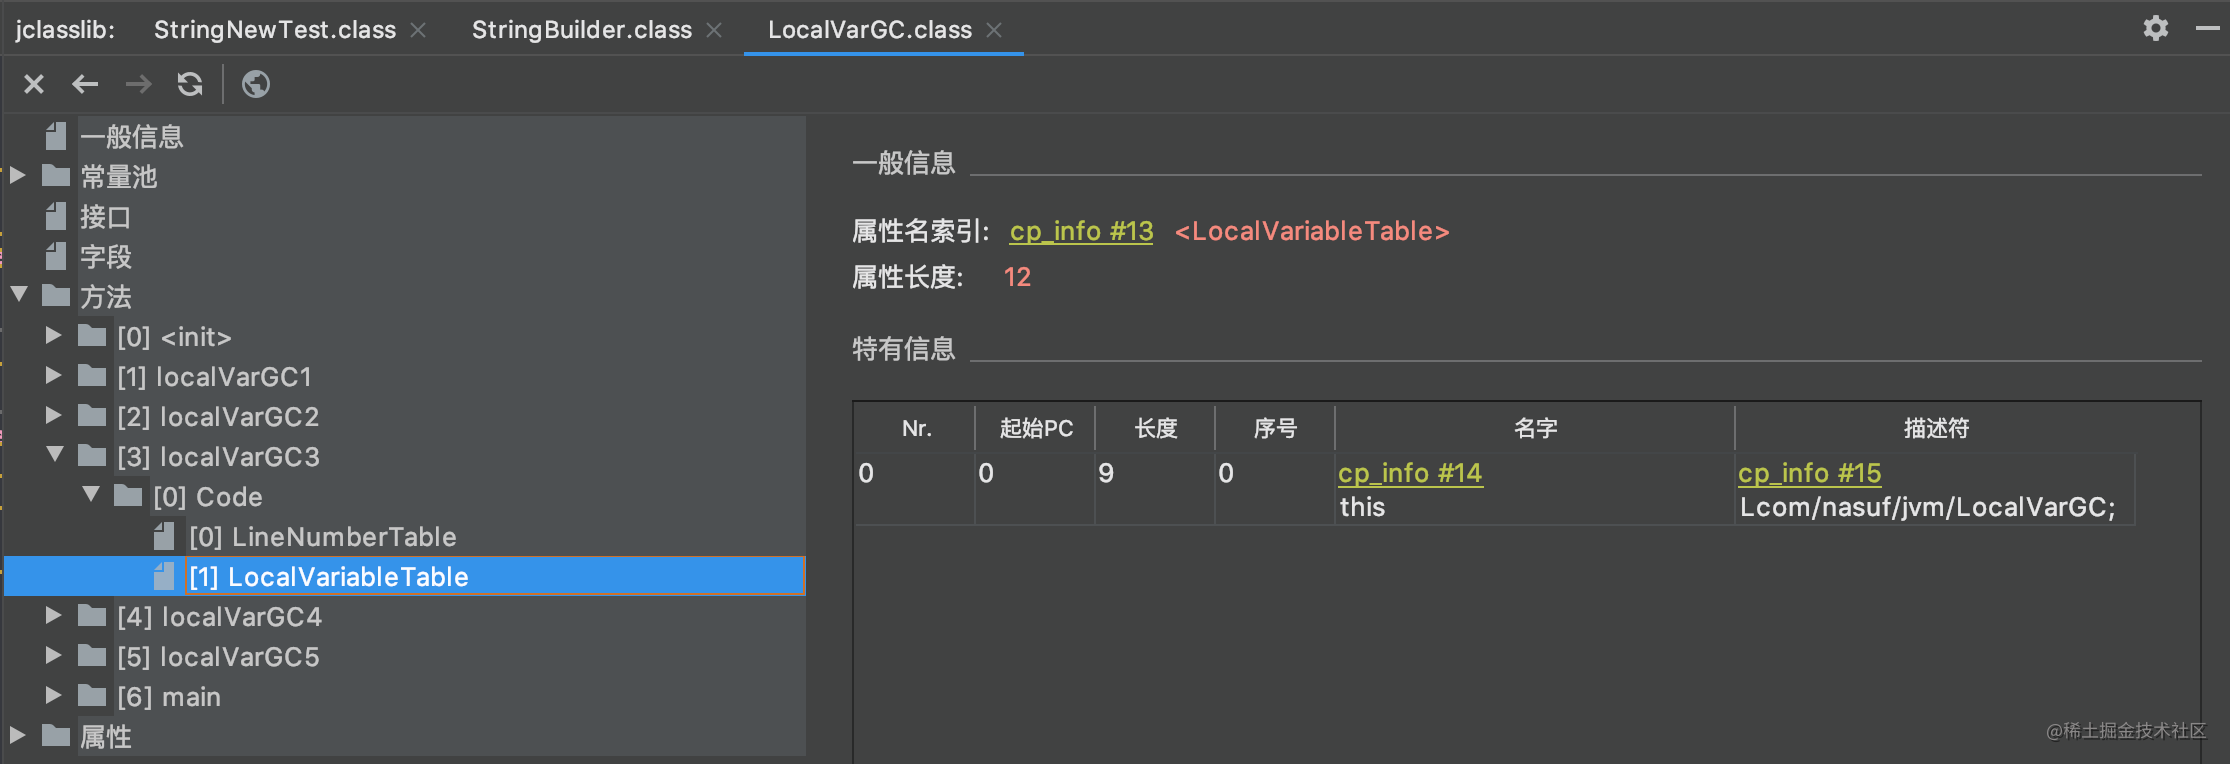 jclasslib: StringNewTest.class StringBuilder.class LocalVarGC.class
一般信息
常量池
接口
字段
方法
[0] <init>
[1] localVarGC1
[2] localVarGC2
[3] localVarGC3
[0] Code
[0] LineNumberTable
[1] LocalVariableTable
[4] localVarGC4
[5] localVarGC5
[6] main
属性
一般信息
属性名索引: cp_info #13 <LocalVariableTable>
属性长度: 12
特有信息
Nr. 起始PC 长度 序号 名字 描述符
0 0 9 0 cp_info #14 cp_info #15
this Lcom/nasuf/jvm/LocalVarGC;
@稀土掘金技术社区